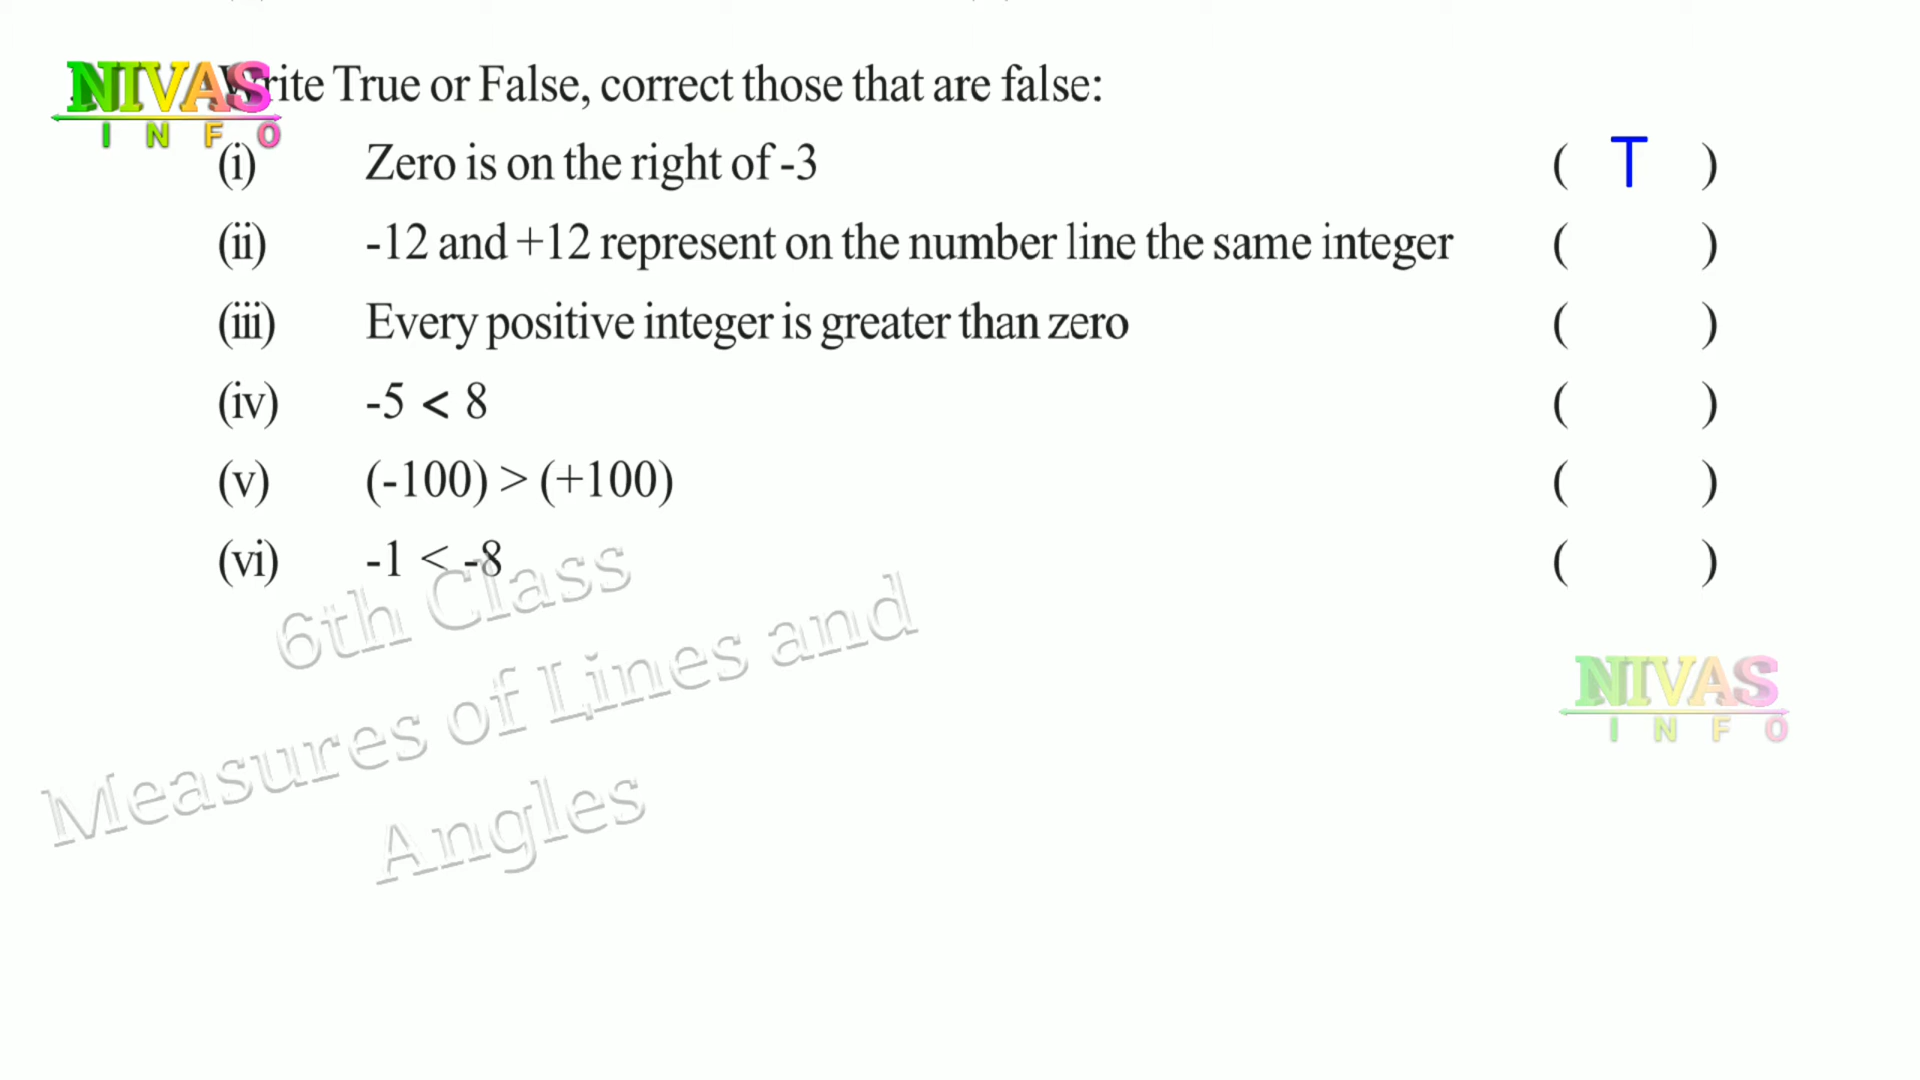 NIVAS
INFO
Write True or False, correct those that are false:
(i) Zero is on the right of -3 ( T )
(ii) -12 and +12 represent on the number line the same integer ( )
(iii) Every positive integer is greater than zero ( )
(iv) -5 < 8 ( )
(v) (-100) > (+100) ( )
(vi) -1 < -8 ( )
6th Class
Measures of Lines and
Angles
NIVAS
INFO